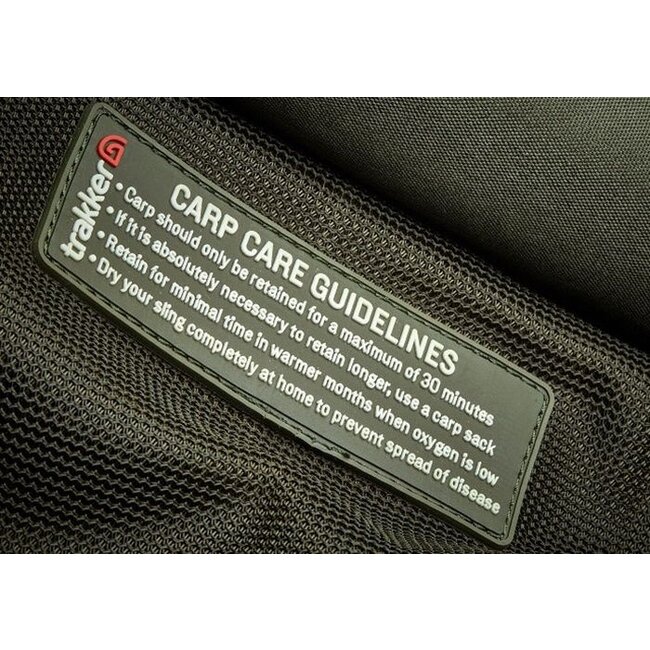 trakker
CARP CARE GUIDELINES
• Carp should only be retained for a maximum of 30 minutes
• If it is absolutely necessary to retain longer, use a carp sack
• Retain for minimal time in warmer months when oxygen is low
• Dry your sling completely at home to prevent spread of disease